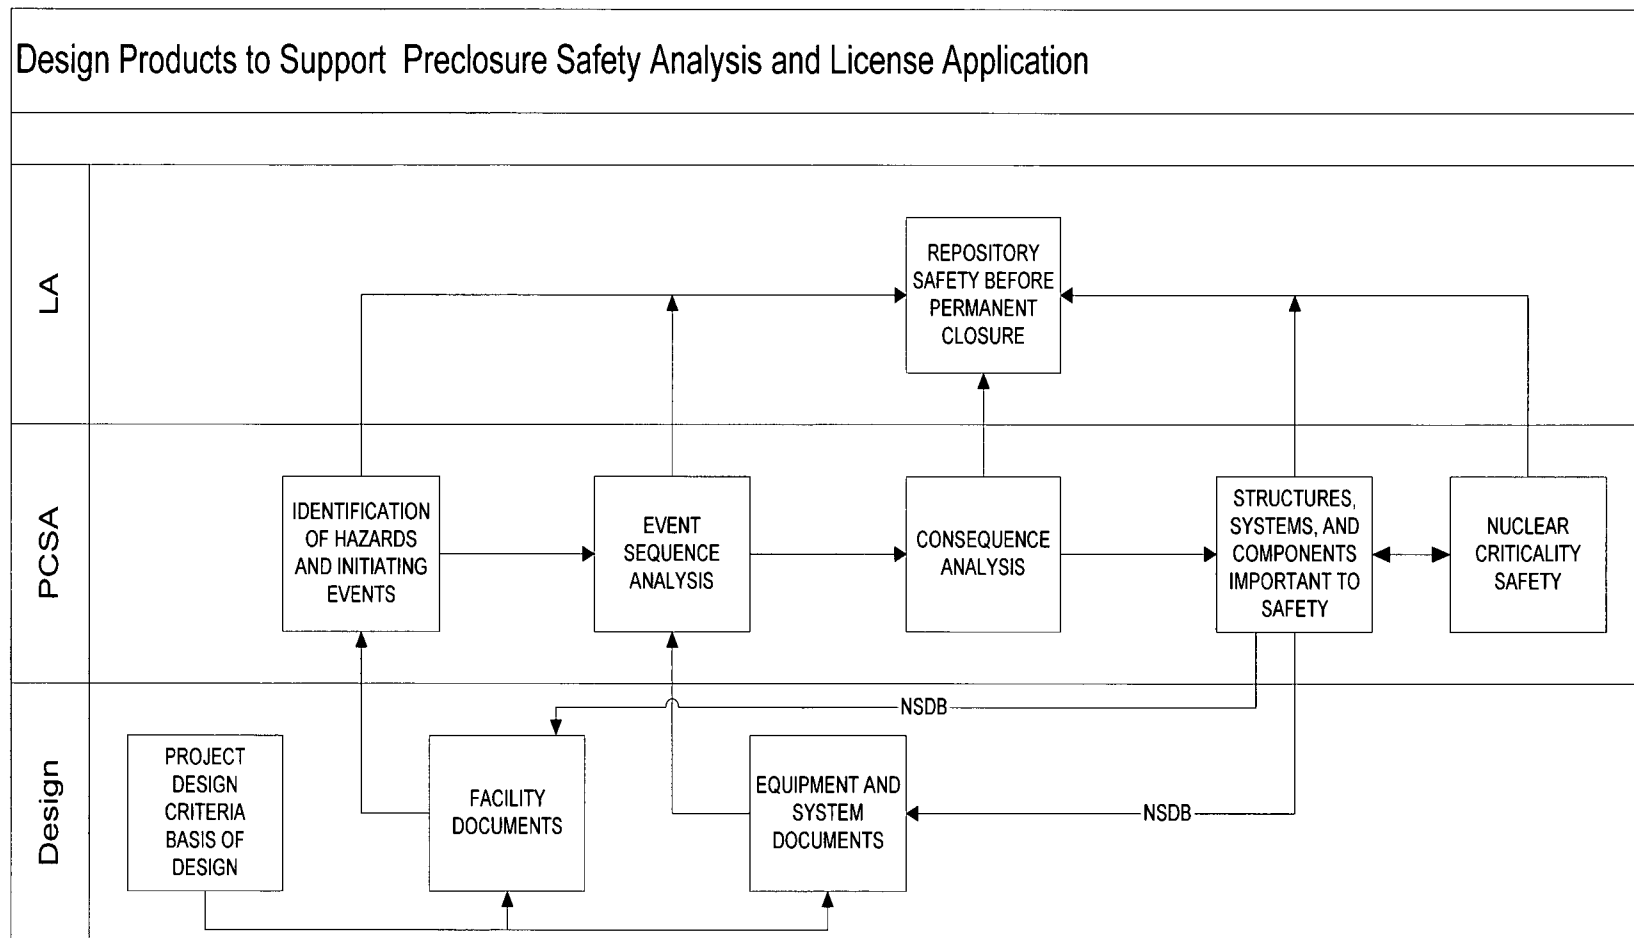 Design Products to Support Preclosure Safety Analysis and License Application
LA
REPOSITORY
SAFETY BEFORE
PERMANENT
CLOSURE
PCSA
IDENTIFICATION
OF HAZARDS
AND INITIATING
EVENTS
EVENT
SEQUENCE
ANALYSIS
CONSEQUENCE
ANALYSIS
STRUCTURES,
SYSTEMS, AND
COMPONENTS
IMPORTANT TO
SAFETY
NUCLEAR
CRITICALITY
SAFETY
Design
NSDB
PROJECT
DESIGN
CRITERIA
BASIS OF
DESIGN
FACILITY
DOCUMENTS
EQUIPMENT AND
SYSTEM
DOCUMENTS
NSDB